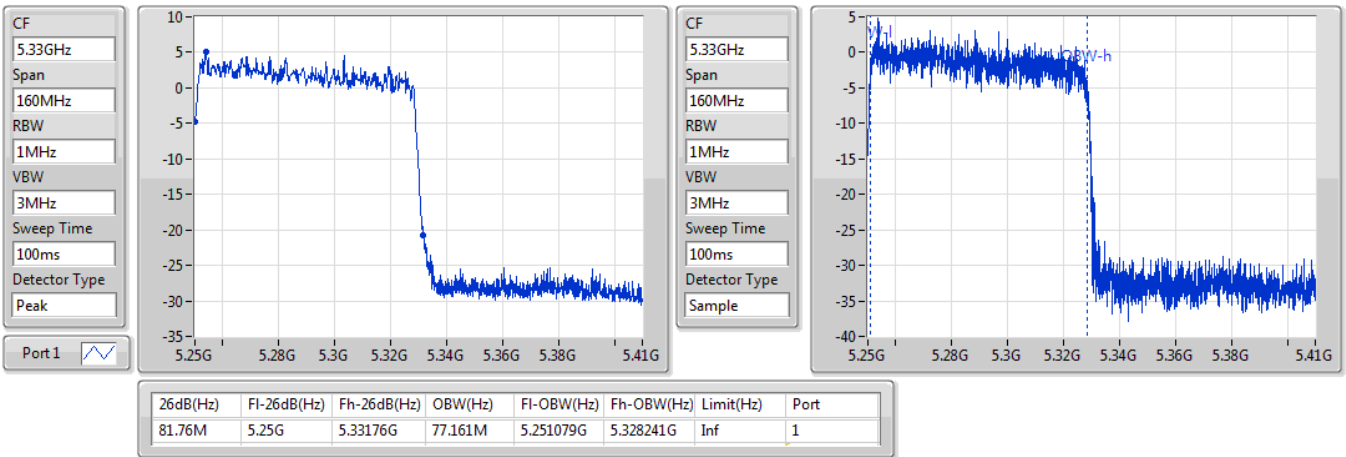 CF
5.33GHz
Span
160MHz
RBW
1MHz
VBW
3MHz
Sweep Time
100ms
Detector Type
Peak
Port 1
10
5
0
-5
-10
-15
-20
-25
-30
-35
5.25G 5.28G 5.3G 5.32G 5.34G 5.36G 5.38G 5.41G
CF
5.33GHz
Span
160MHz
RBW
1MHz
VBW
3MHz
Sweep Time
100ms
Detector Type
Sample
5
0
-5
-10
-15
-20
-25
-30
-35
-40
OBW-h
5.25G 5.28G 5.3G 5.32G 5.34G 5.36G 5.38G 5.41G
26dB(Hz) Fl-26dB(Hz) Fh-26dB(Hz) OBW(Hz) Fl-OBW(Hz) Fh-OBW(Hz) Limit(Hz) Port
81.76M 5.25G 5.33176G 77.161M 5.251079G 5.328241G Inf 1